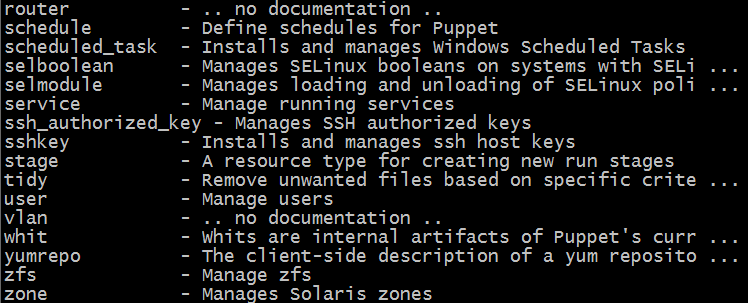 router          - .. no documentation ..
schedule        - Define schedules for Puppet
scheduled_task  - Installs and manages Windows Scheduled Tasks
selboolean      - Manages SELinux booleans on systems with SELi ...
selmodule       - Manages loading and unloading of SELinux poli ...
service         - Manage running services
ssh_authorized_key - Manages SSH authorized keys
sshkey          - Installs and manages ssh host keys
stage           - A resource type for creating new run stages
tidy            - Remove unwanted files based on specific crite ...
user            - Manage users
vlan            - .. no documentation ..
whit            - Whits are internal artifacts of Puppet's curr ...
yumrepo         - The client-side description of a yum reposito ...
zfs             - Manage zfs
zone            - Manages Solaris zones